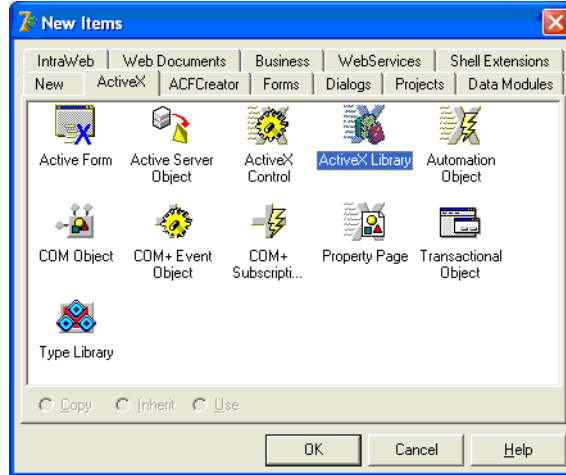 New Items
IntraWeb Web Documents Business WebServices Shell Extensions
New ActiveX ACFCreator Forms Dialogs Projects Data Modules
Active Form Active Server Object ActiveX Control ActiveX Library Automation Object
COM Object COM+ Event Object COM+ Subscripti... Property Page Transactional Object
Type Library
Copy Inherit Use
OK Cancel Help